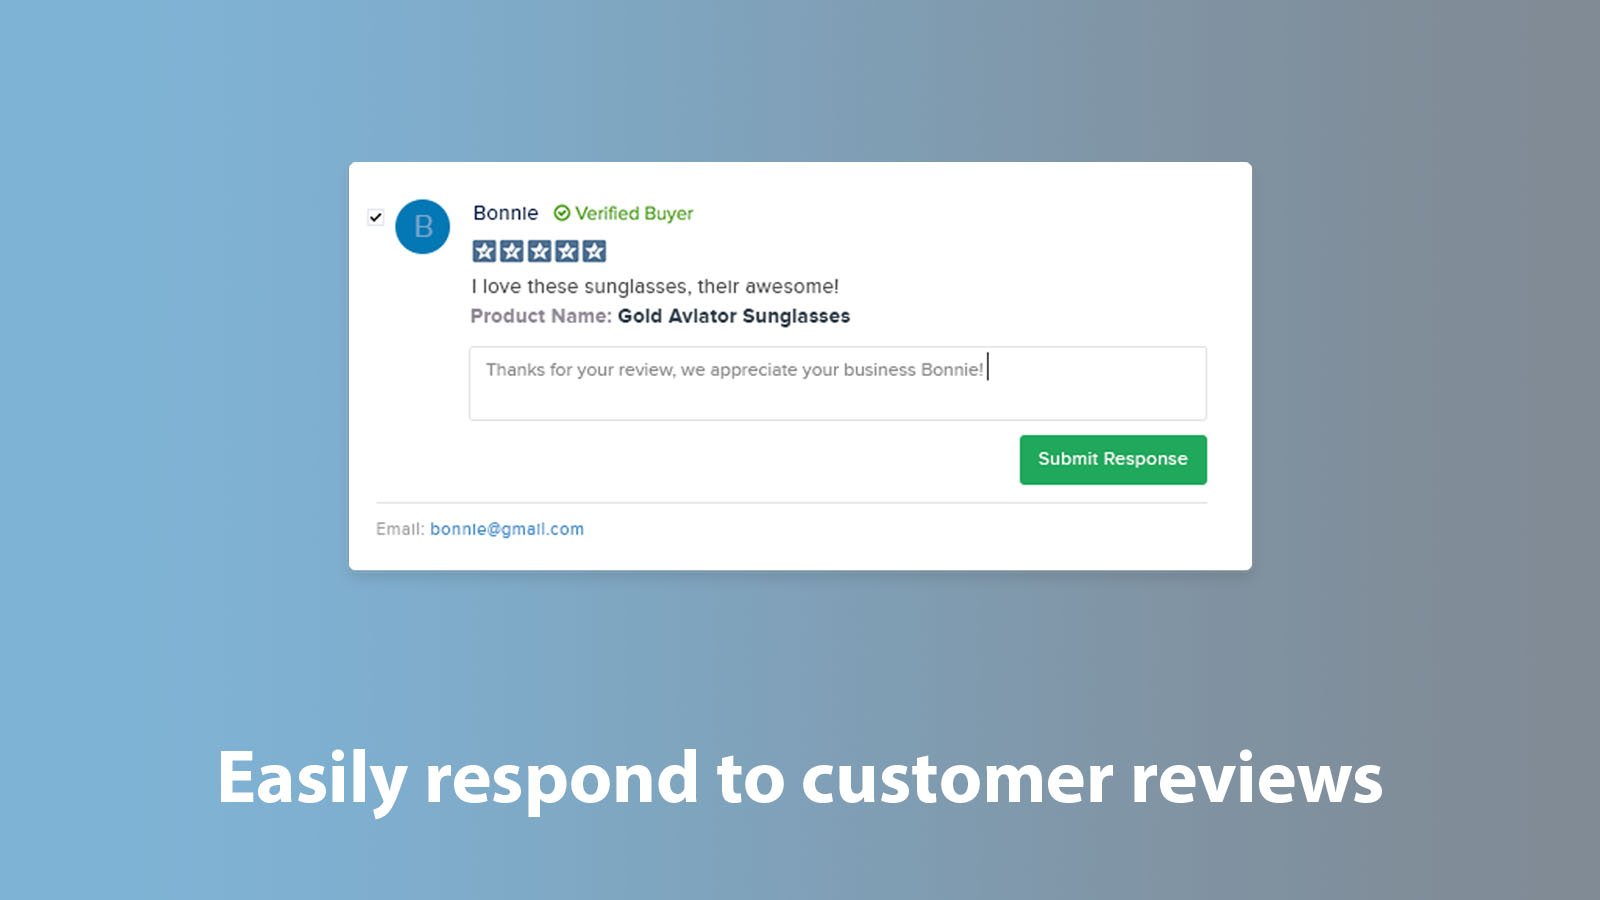 B
Bonnie Verified Buyer
I love these sunglasses, their awesome!
Product Name: Gold Aviator Sunglasses
Thanks for your review, we appreciate your business Bonnie!
Submit Response
Email: bonnie@gmail.com
Easily respond to customer reviews